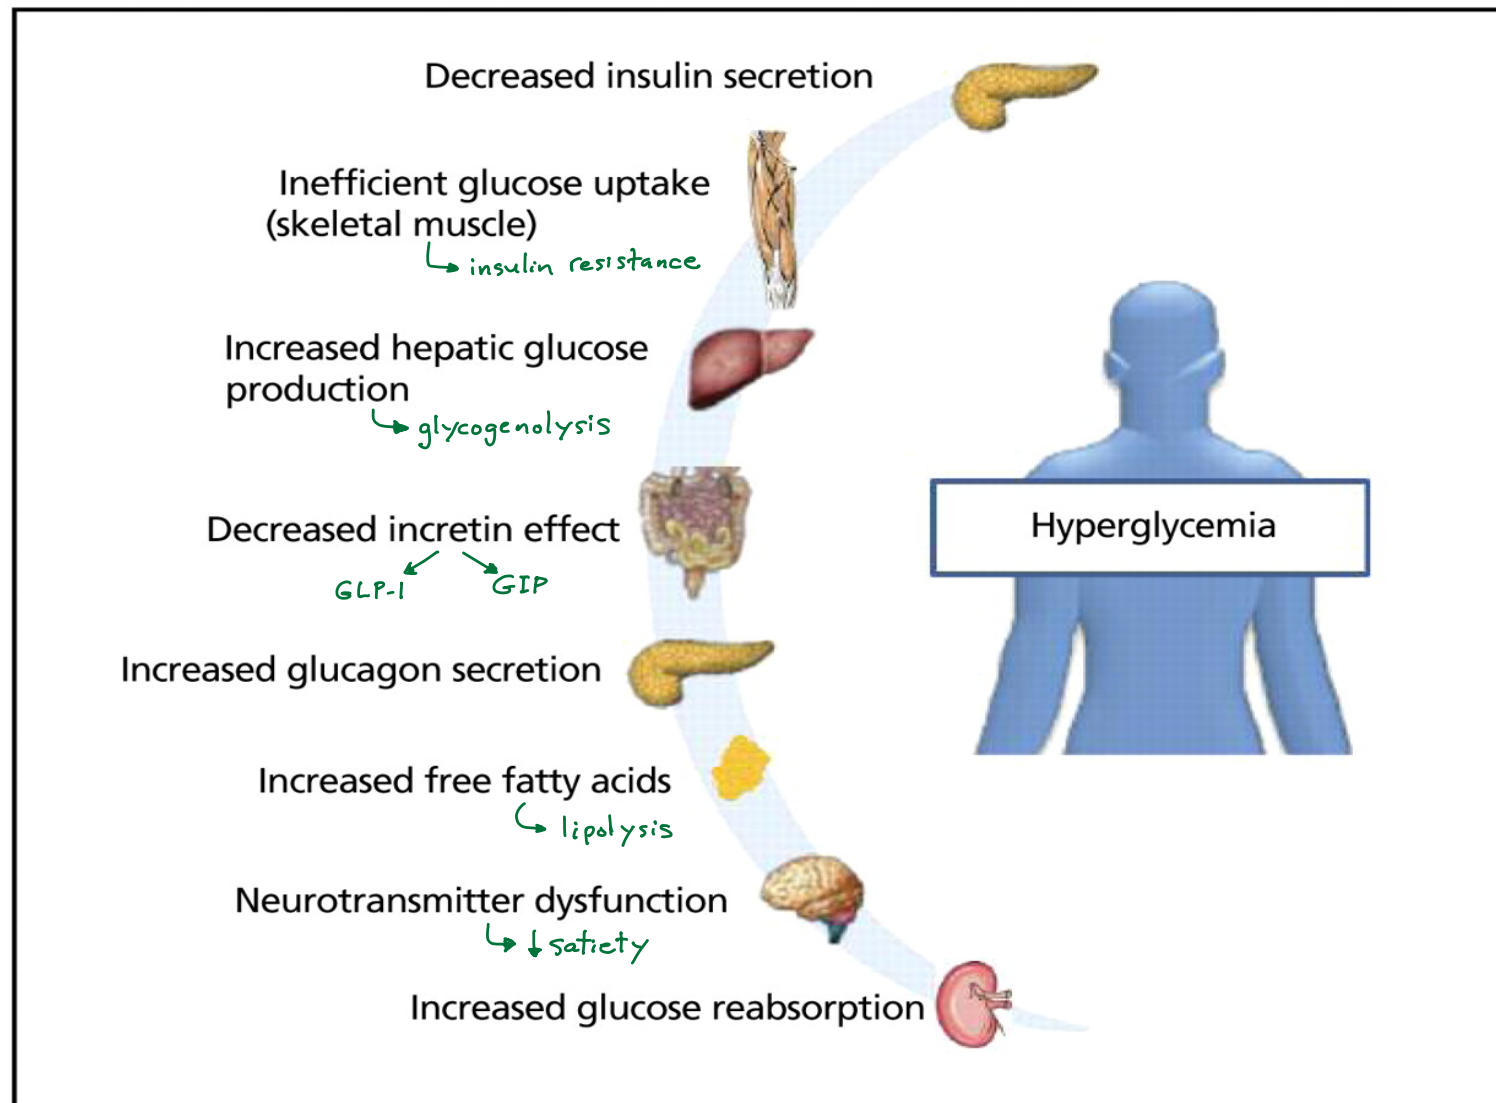 Decreased insulin secretion
Inefficient glucose uptake
(skeletal muscle)
insulin resistance
Increased hepatic glucose
production
glycogenolysis
Decreased incretin effect
GLP-1 GIP
Increased glucagon secretion
Increased free fatty acids
lipolysis
Neurotransmitter dysfunction
↓ satiety
Increased glucose reabsorption
Hyperglycemia